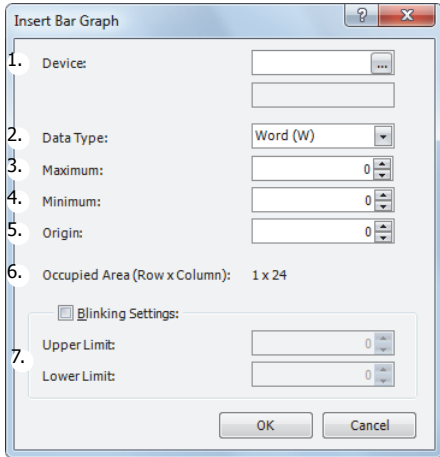 Insert Bar Graph
?
1. Device: ...
2. Data Type: Word (W)
3. Maximum: 0
4. Minimum: 0
5. Origin: 0
6. Occupied Area (Row x Column): 1 x 24
Blinking Settings:
7.
Upper Limit: 0
Lower Limit: 0
OK Cancel